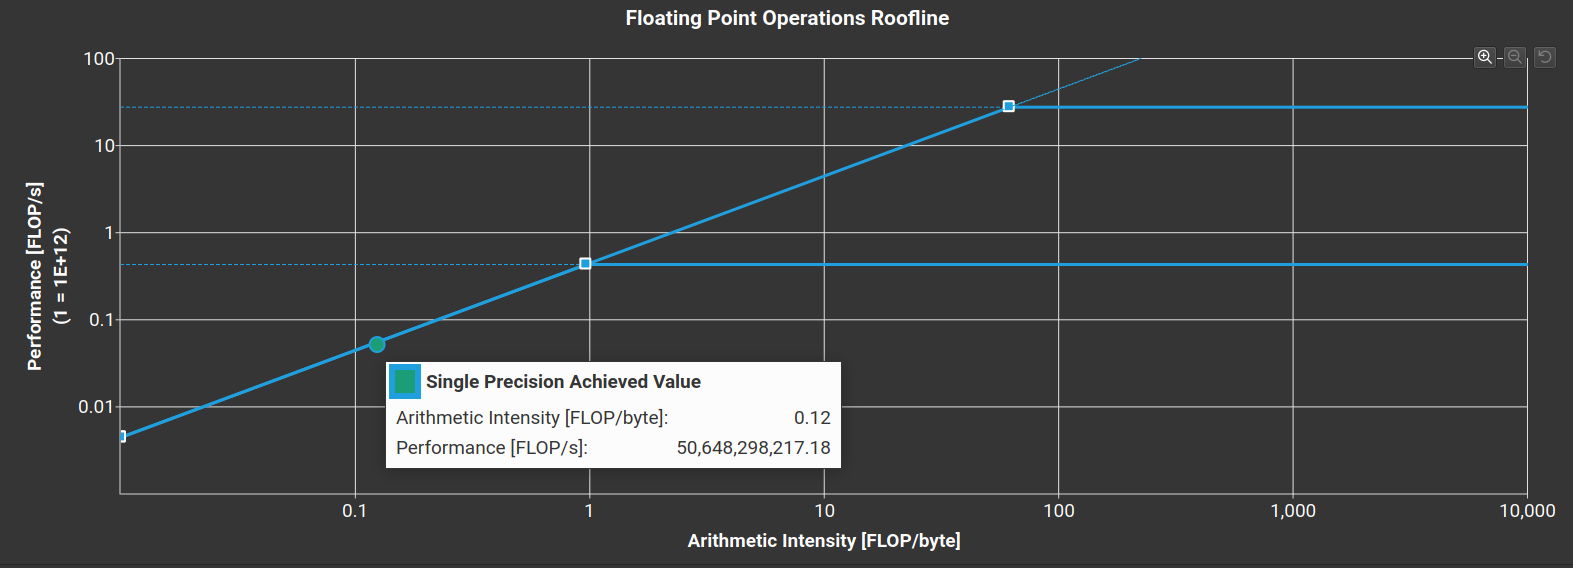 Floating Point Operations Roofline
100
10
1
0.1
0.01
Performance [FLOP/s]
(1 = 1E+12)
Single Precision Achieved Value
Arithmetic Intensity [FLOP/byte]: 0.12
Performance [FLOP/s]: 50,648,298,217.18
0.1 1 10 100 1,000 10,000
Arithmetic Intensity [FLOP/byte]